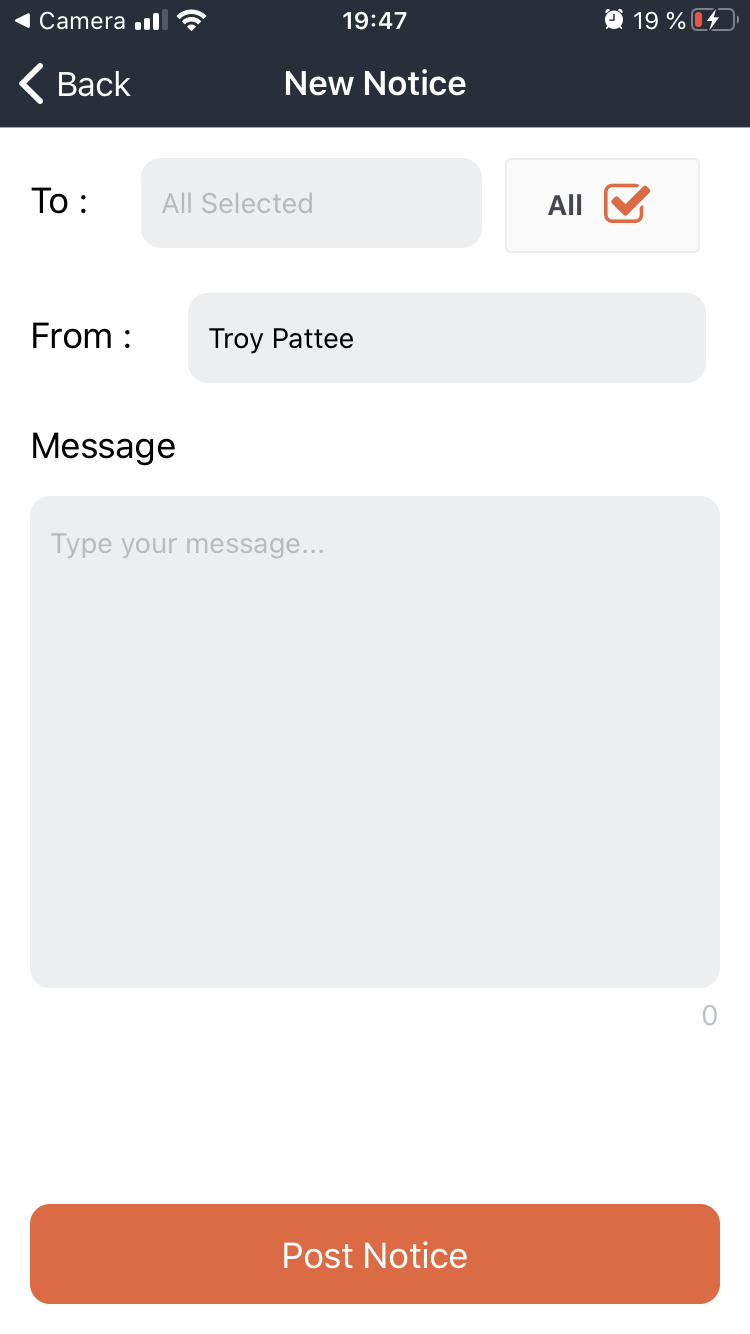 Camera 19:47 19 %
Back New Notice
To : All Selected All
From : Troy Pattee
Message
Type your message...
0
Post Notice